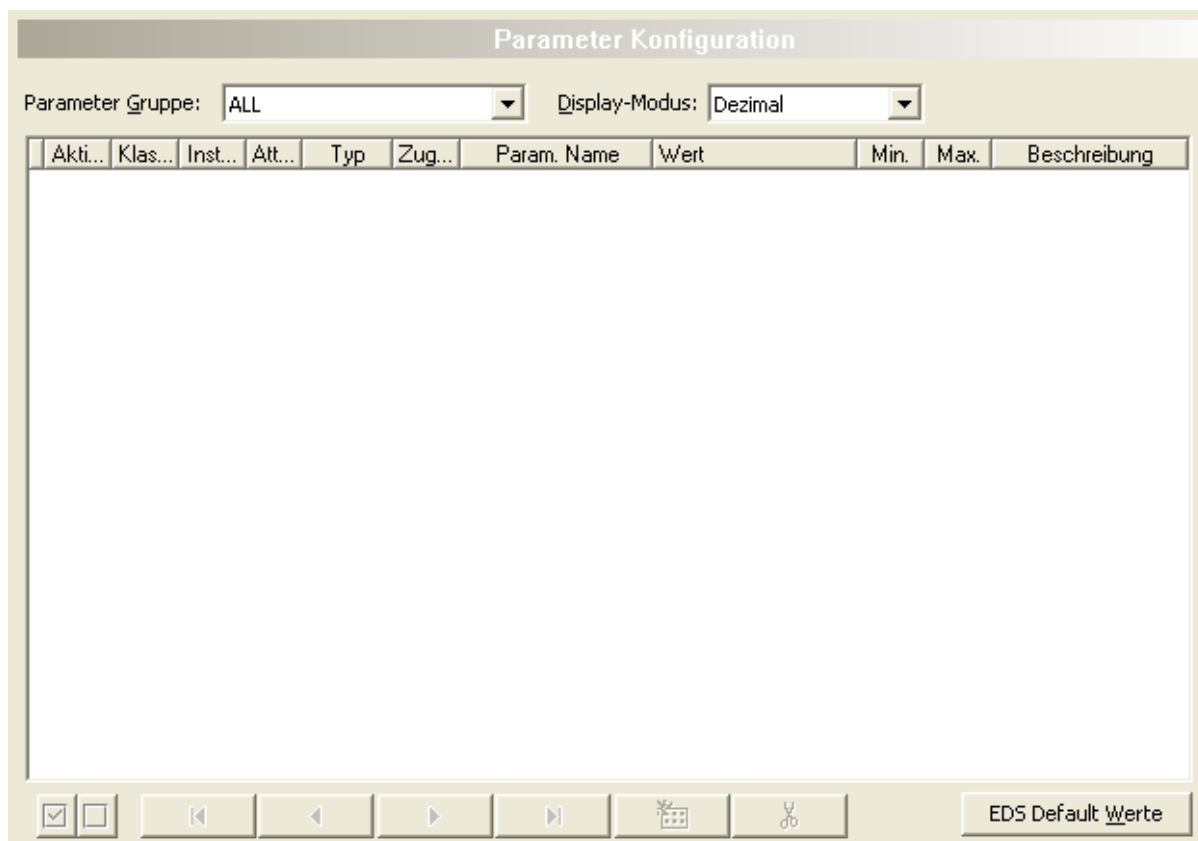 Parameter Konfiguration
Parameter Gruppe: ALL Display-Modus: Dezimal
Akti... Klas... Inst... Att... Typ Zug... Param. Name Wert Min. Max. Beschreibung
EDS Default Werte